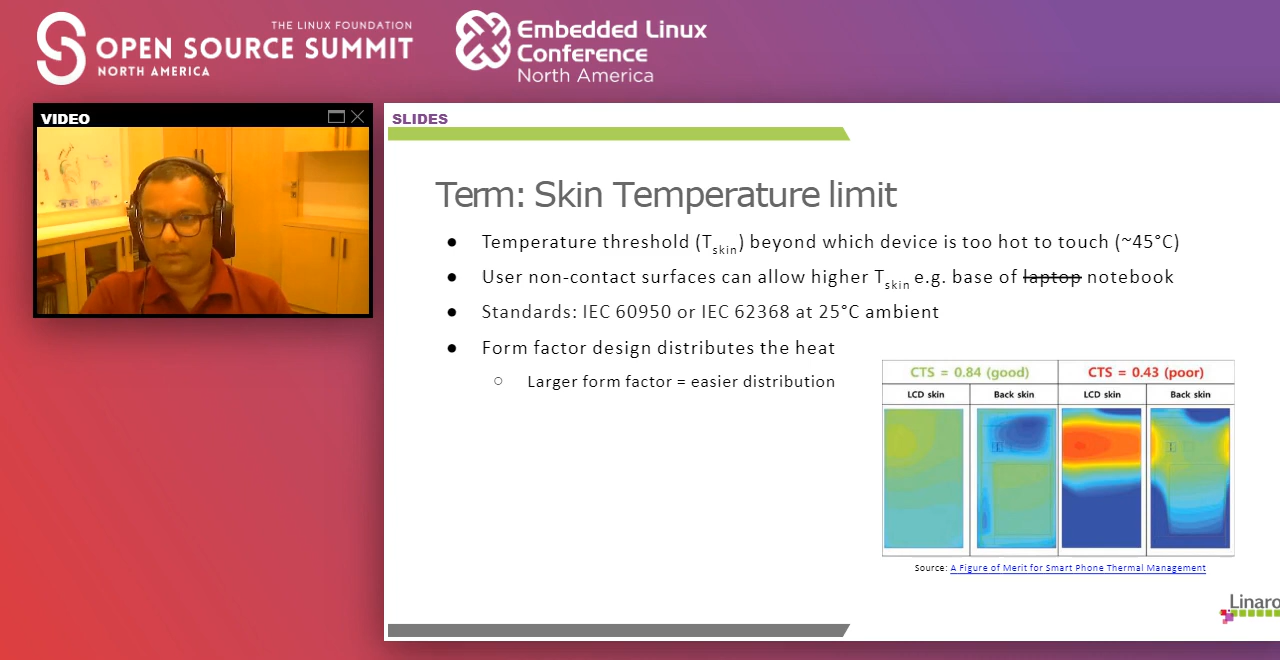 THE LINUX FOUNDATION
OPEN SOURCE SUMMIT
NORTH AMERICA
Embedded Linux
Conference
North America
VIDEO
SLIDES
Term: Skin Temperature limit
● Temperature threshold (Tskin) beyond which device is too hot to touch (~45°C)
● User non-contact surfaces can allow higher Tskin e.g. base of laptop notebook
● Standards: IEC 60950 or IEC 62368 at 25°C ambient
● Form factor design distributes the heat
○ Larger form factor = easier distribution
CTS = 0.84 (good) CTS = 0.43 (poor)
LCD skin Back skin LCD skin Back skin
Source: A Figure of Merit for Smart Phone Thermal Management
Linaro